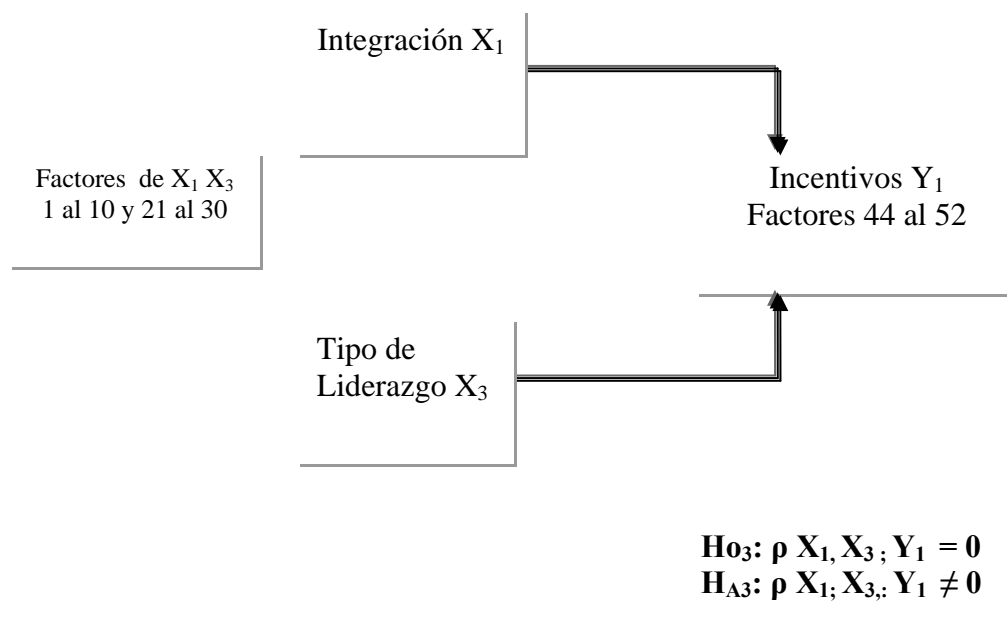 Integración X₁
Factores de X₁ X₃
1 al 10 y 21 al 30
Incentivos Y₁
Factores 44 al 52
Tipo de
Liderazgo X₃
Ho₃: ρ X₁, X₃ ; Y₁ = 0
H_A₃: ρ X₁; X₃,: Y₁ ≠ 0